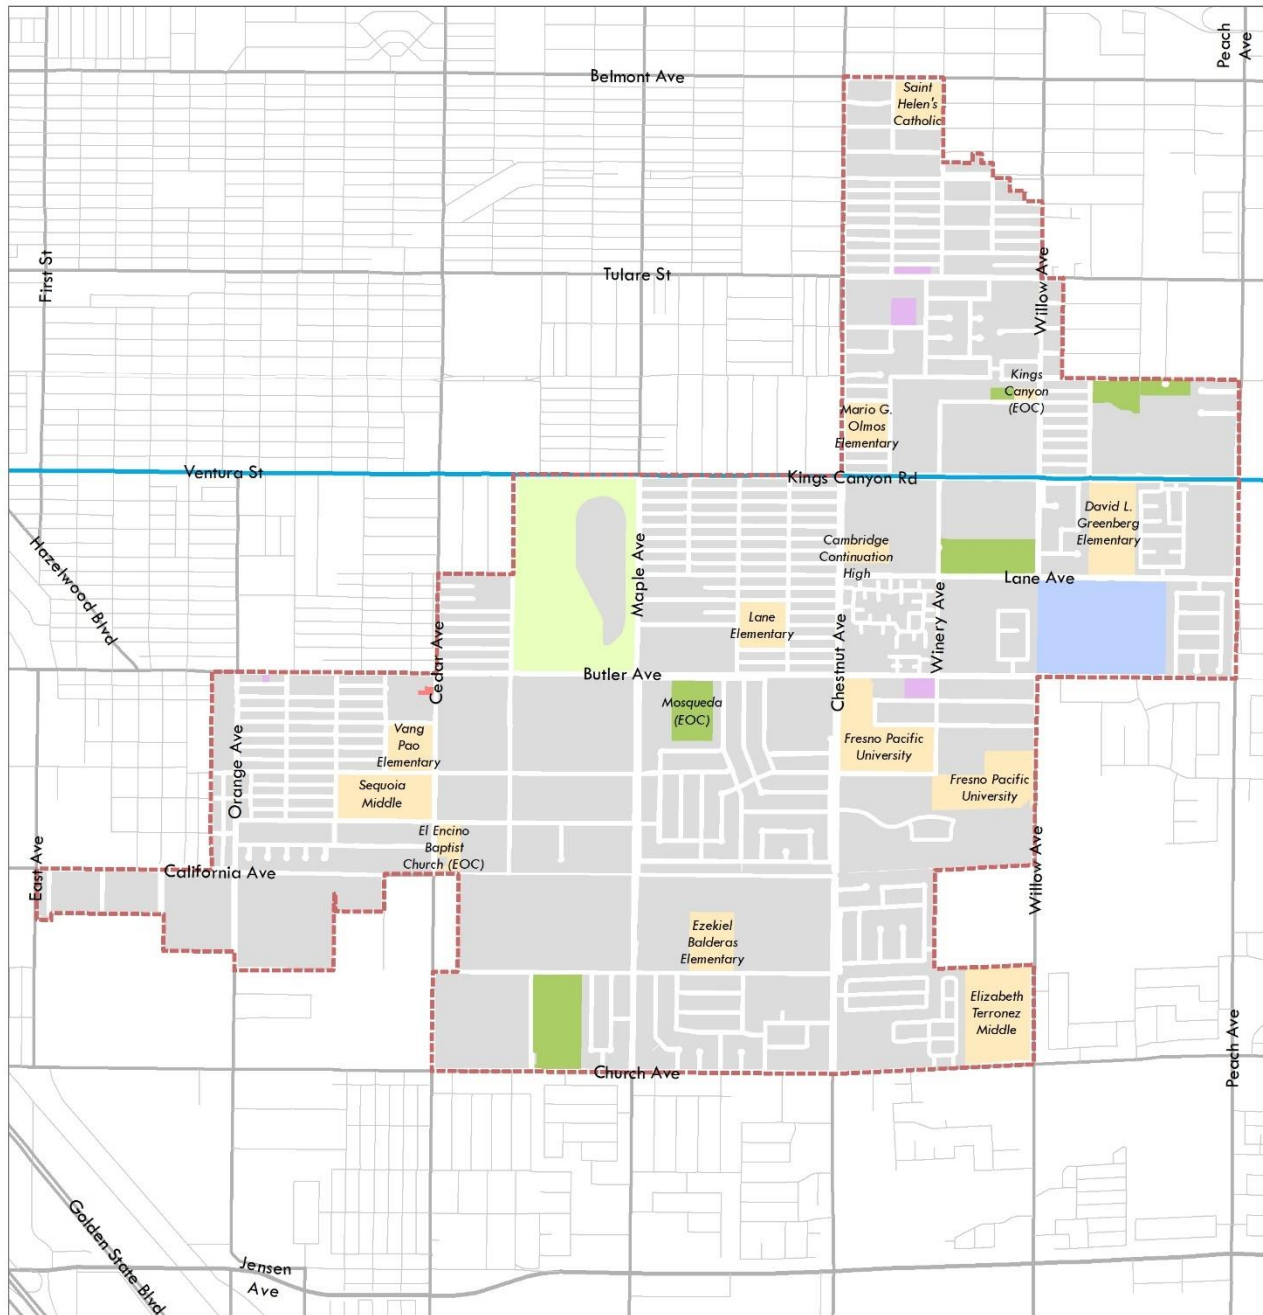 Peach
Ave
Belmont Ave
Saint
Helen's
Catholic
First St
Tulare St
Willow Ave
Kings
Canyon
(EOC)
Mario G.
Olmos
Elementary
Ventura St
Kings Canyon Rd
David L.
Greenberg
Elementary
Hazelwood Blvd
Maple Ave
Cambridge
Continuation
High
Lane Ave
Lane
Elementary
Winery Ave
Chestnut Ave
Cedar Ave
Butler Ave
Mosqueda
(EOC)
Vang
Pao
Elementary
Orange Ave
Fresno Pacific
University
Fresno Pacific
University
Sequoia
Middle
El Encino
Baptist
Church (EOC)
East Ave
California Ave
Willow Ave
Ezekiel
Balderas
Elementary
Elizabeth
Terronez
Middle
Peach Ave
Church Ave
Golden State Blvd
Jensen
Ave